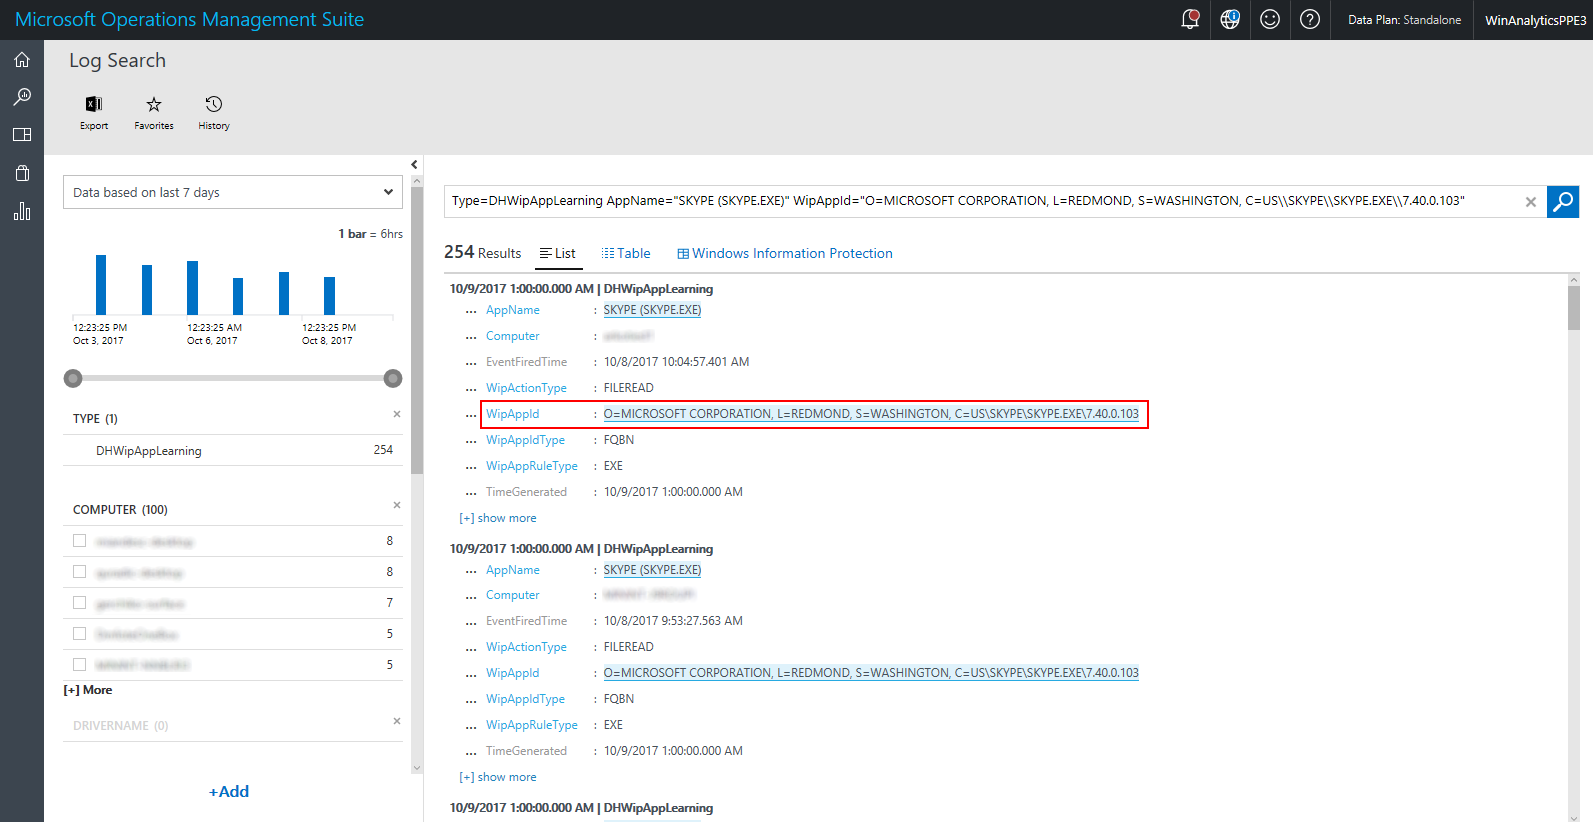 Microsoft Operations Management Suite
Data Plan: Standalone
WinAnalyticsPPE3
Log Search
Export
Favorites
History
Data based on last 7 days
1 bar = 6hrs
12:23:25 PM
Oct 3, 2017
12:23:25 AM
Oct 6, 2017
12:23:25 PM
Oct 8, 2017
TYPE (1)
DHWipAppLearning 254
COMPUTER (100)
8
8
7
5
5
[+] More
DRIVERNAME (0)
+Add
Type=DHWipAppLearning AppName="SKYPE (SKYPE.EXE)" WipAppId="O=MICROSOFT CORPORATION, L=REDMOND, S=WASHINGTON, C=US\\SKYPE\\SKYPE.EXE\\7.40.0.103"
254 Results List Table Windows Information Protection
10/9/2017 1:00:00.000 AM | DHWipAppLearning
... AppName : SKYPE (SKYPE.EXE)
... Computer :
... EventFiredTime : 10/8/2017 10:04:57.401 AM
... WipActionType : FILEREAD
... WipAppId : O=MICROSOFT CORPORATION, L=REDMOND, S=WASHINGTON, C=US\SKYPE\SKYPE.EXE\7.40.0.103
... WipAppIdType : FQBN
... WipAppRuleType : EXE
... TimeGenerated : 10/9/2017 1:00:00.000 AM
[+] show more
10/9/2017 1:00:00.000 AM | DHWipAppLearning
... AppName : SKYPE (SKYPE.EXE)
... Computer :
... EventFiredTime : 10/8/2017 9:53:27.563 AM
... WipActionType : FILEREAD
... WipAppId : O=MICROSOFT CORPORATION, L=REDMOND, S=WASHINGTON, C=US\SKYPE\SKYPE.EXE\7.40.0.103
... WipAppIdType : FQBN
... WipAppRuleType : EXE
... TimeGenerated : 10/9/2017 1:00:00.000 AM
[+] show more
10/9/2017 1:00:00.000 AM | DHWipAppLearning